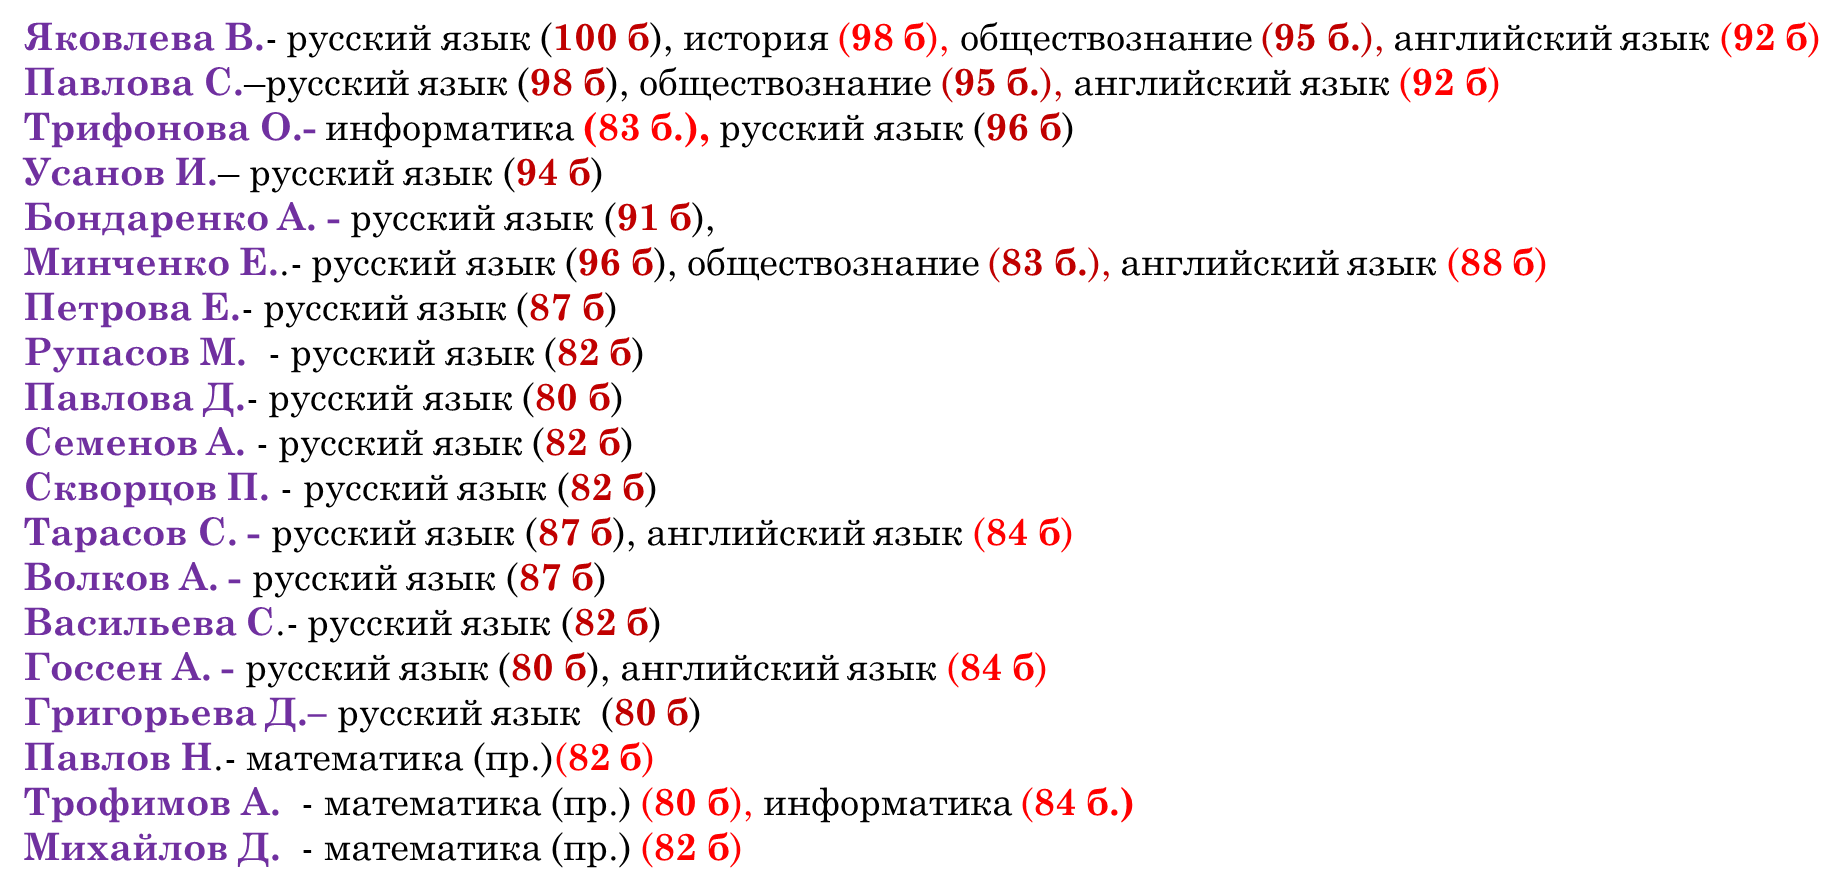 Яковлева В.- русский язык (100 б), история (98 б), обществознание (95 б.), английский язык (92 б)
Павлова С.–русский язык (98 б), обществознание (95 б.), английский язык (92 б)
Трифонова О.- информатика (83 б.), русский язык (96 б)
Усанов И.– русский язык (94 б)
Бондаренко А. - русский язык (91 б),
Минченко Е..- русский язык (96 б), обществознание (83 б.), английский язык (88 б)
Петрова Е.- русский язык (87 б)
Рупасов М.  - русский язык (82 б)
Павлова Д.- русский язык (80 б)
Семенов А. - русский язык (82 б)
Скворцов П. - русский язык (82 б)
Тарасов С. - русский язык (87 б), английский язык (84 б)
Волков А. - русский язык (87 б)
Васильева С.- русский язык (82 б)
Госсен А. - русский язык (80 б), английский язык (84 б)
Григорьева Д.– русский язык  (80 б)
Павлов Н.- математика (пр.)(82 б)
Трофимов А.  - математика (пр.) (80 б), информатика (84 б.)
Михайлов Д.  - математика (пр.) (82 б)